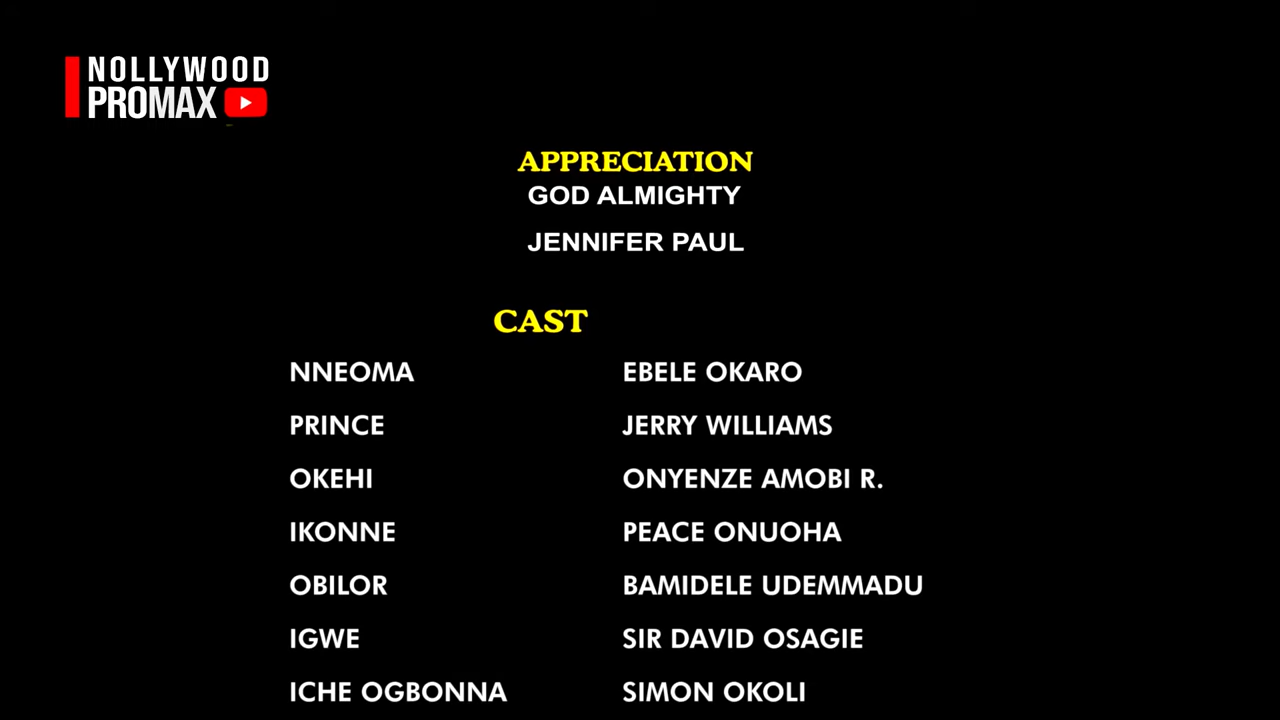 NOLLYWOOD
PROMAX
APPRECIATION
GOD ALMIGHTY
JENNIFER PAUL
CAST
NNEOMA EBELE OKARO
PRINCE JERRY WILLIAMS
OKEHI ONYENZE AMOBI R.
IKONNE PEACE ONUOHA
OBILOR BAMIDELE UDEMMADU
IGWE SIR DAVID OSAGIE
ICHE OGBONNA SIMON OKOLI